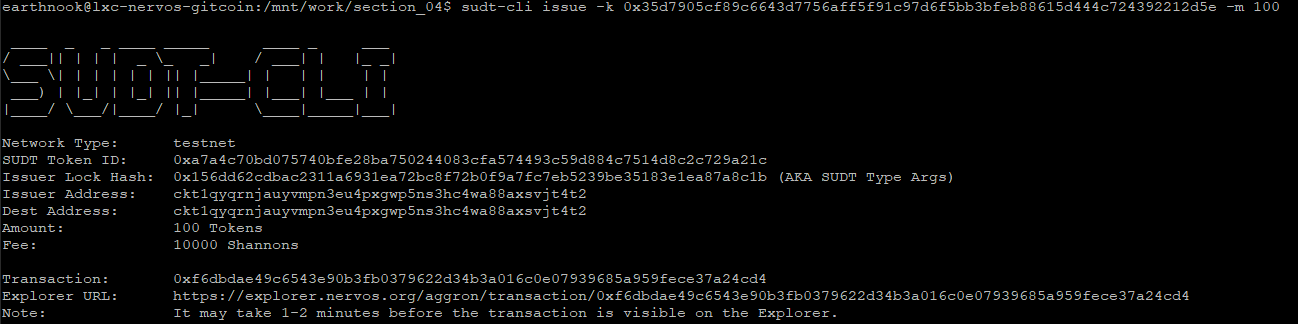 earthnook@lxc-nervos-gitcoin:/mnt/work/section_04$ sudt-cli issue -k 0x35d7905cf89c6643d7756aff5f91c97d6f5bb3bfeb88615d444c724392212d5e -m 100
SUDT-CLI
Network Type: testnet
SUDT Token ID: 0xa7a4c70bd075740bfe28ba750244083cfa574493c59d884c7514d8c2c729a21c
Issuer Lock Hash: 0x156dd62cdbac2311a6931ea72bc8f72b0f9a7fc7eb5239be35183e1ea87a8c1b (AKA SUDT Type Args)
Issuer Address: ckt1qyqrnjauyvmpn3eu4pxgwp5ns3hc4wa88axsvjt4t2
Dest Address: ckt1qyqrnjauyvmpn3eu4pxgwp5ns3hc4wa88axsvjt4t2
Amount: 100 Tokens
Fee: 10000 Shannons
Transaction: 0xf6dbdae49c6543e90b3fb0379622d34b3a016c0e07939685a959fece37a24cd4
Explorer URL: https://explorer.nervos.org/aggron/transaction/0xf6dbdae49c6543e90b3fb0379622d34b3a016c0e07939685a959fece37a24cd4
Note: It may take 1-2 minutes before the transaction is visible on the Explorer.